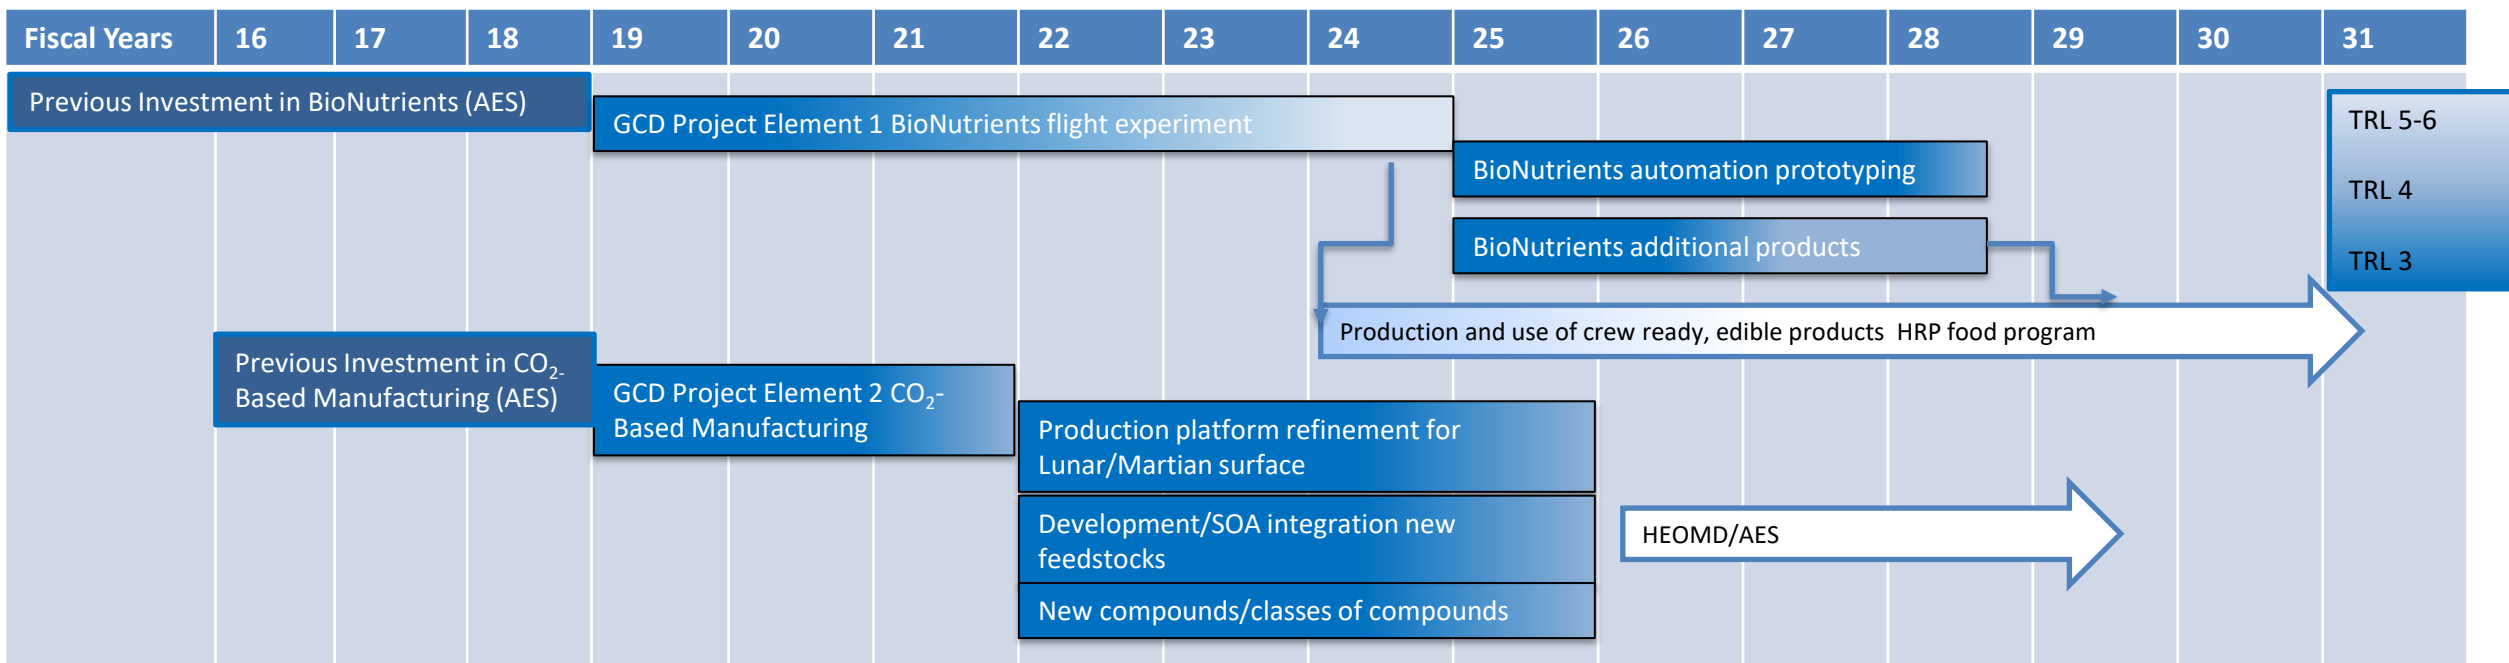 Fiscal Years 16 17 18 19 20 21 22 23 24 25 26 27 28 29 30 31
Previous Investment in BioNutrients (AES)
GCD Project Element 1 BioNutrients flight experiment
BioNutrients automation prototyping
BioNutrients additional products
TRL 5-6
TRL 4
TRL 3
Production and use of crew ready, edible products  HRP food program
Previous Investment in CO₂-
Based Manufacturing (AES)
GCD Project Element 2 CO₂-
Based Manufacturing
Production platform refinement for
Lunar/Martian surface
Development/SOA integration new
feedstocks
New compounds/classes of compounds
HEOMD/AES